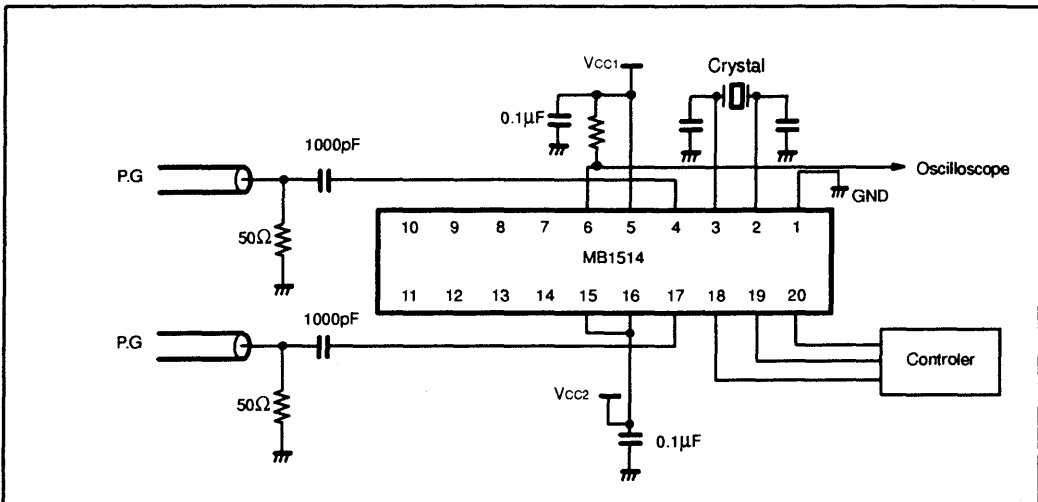 VCC1
Crystal
0.1µF
1000pF
P.G
Oscilloscope
GND
50Ω
10 9 8 7 6 5 4 3 2 1
MB1514
11 12 13 14 15 16 17 18 19 20
1000pF
P.G
Controler
VCC2
50Ω
0.1µF